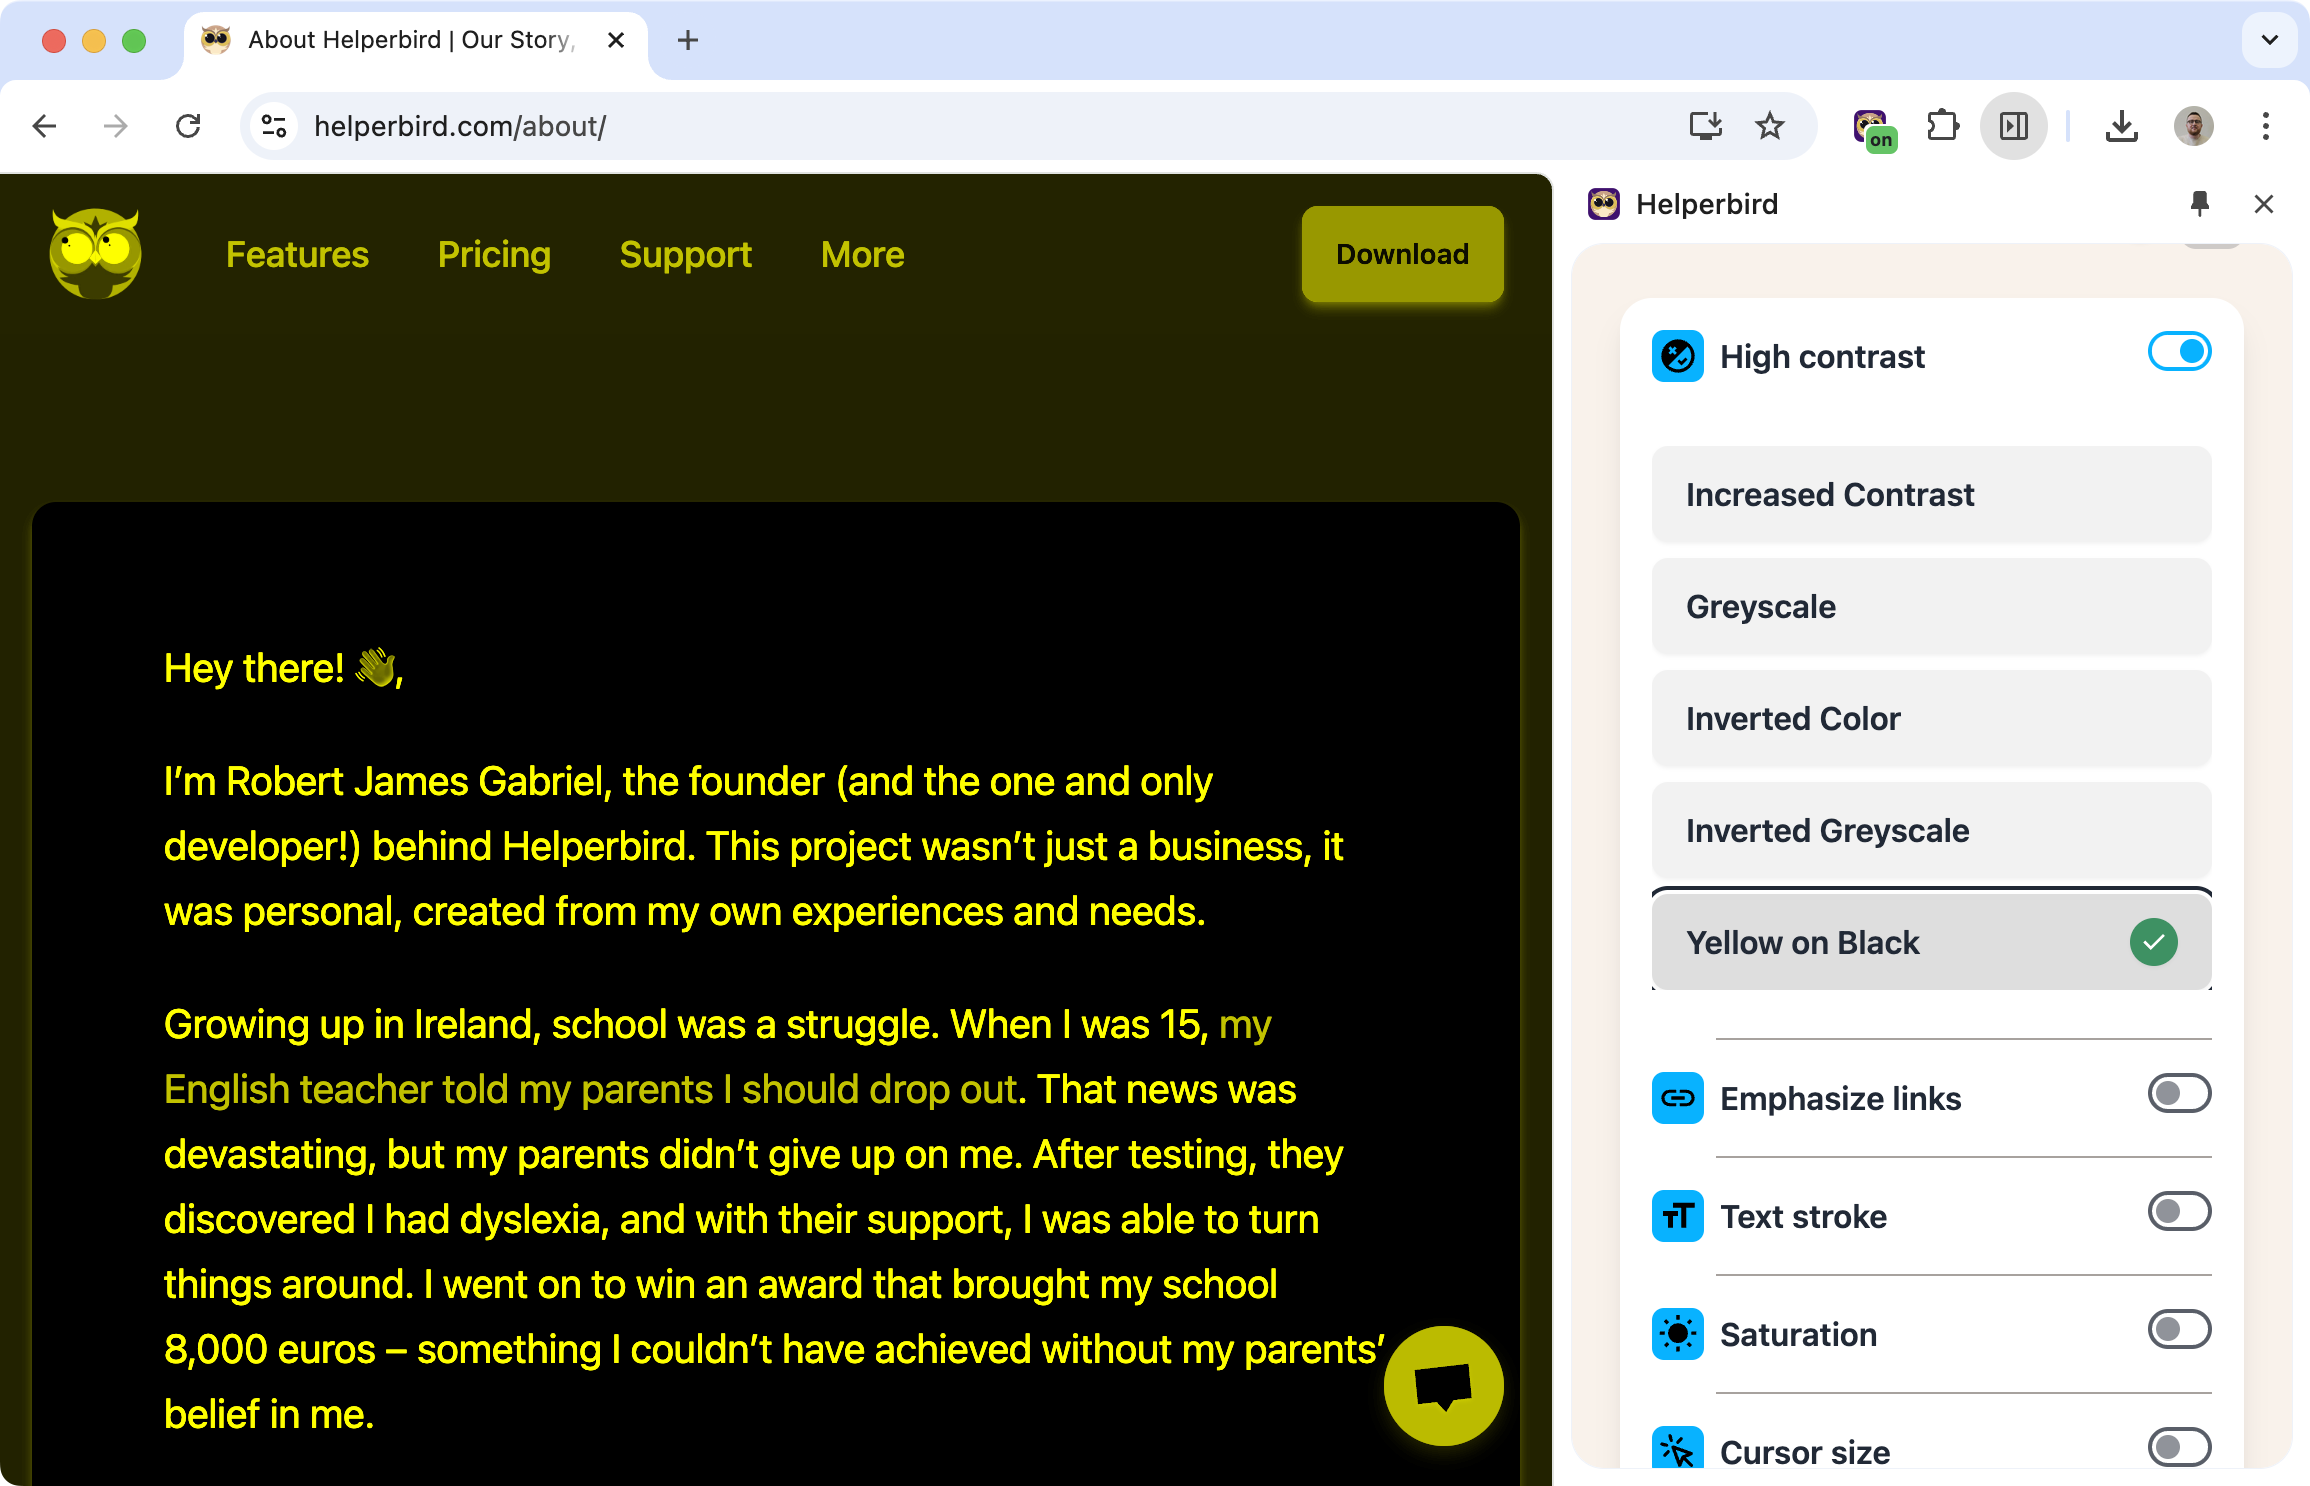 About Helperbird | Our Story,
helperbird.com/about/
on
Features Pricing Support More
Download
Hey there! 👋,
I’m Robert James Gabriel, the founder (and the one and only
developer!) behind Helperbird. This project wasn’t just a business, it
was personal, created from my own experiences and needs.
Growing up in Ireland, school was a struggle. When I was 15, my
English teacher told my parents I should drop out. That news was
devastating, but my parents didn’t give up on me. After testing, they
discovered I had dyslexia, and with their support, I was able to turn
things around. I went on to win an award that brought my school
8,000 euros – something I couldn’t have achieved without my parents’
belief in me.
Helperbird
High contrast
Increased Contrast
Greyscale
Inverted Color
Inverted Greyscale
Yellow on Black
Emphasize links
Text stroke
Saturation
Cursor size